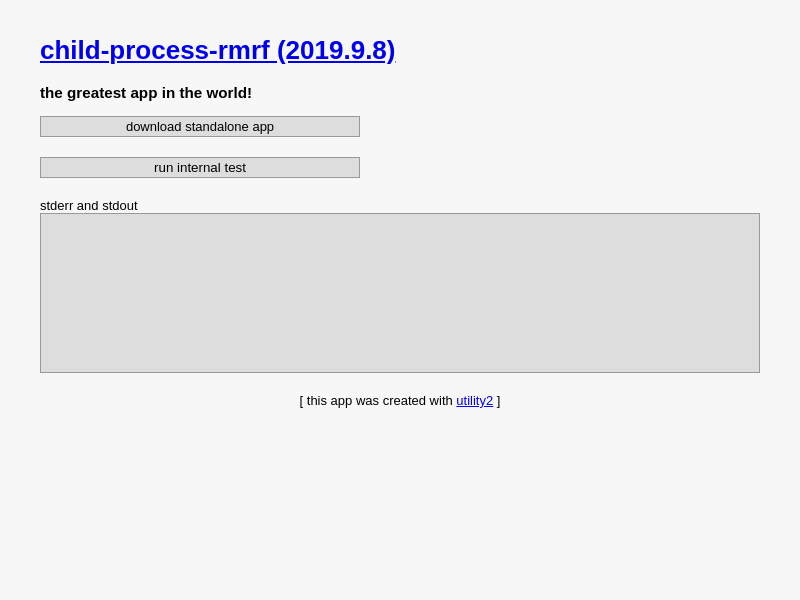 child-process-rmrf (2019.9.8)
the greatest app in the world!
download standalone app
run internal test
stderr and stdout
[ this app was created with utility2 ]